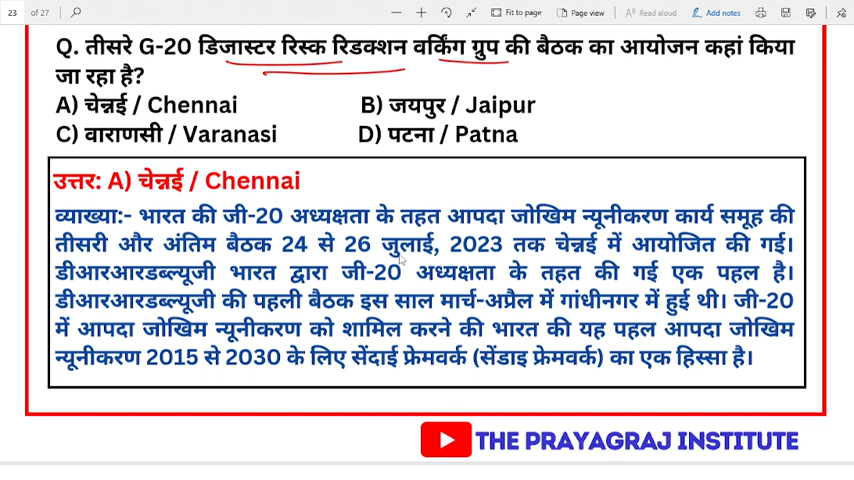 23 of 27
Fit to page
Page view
Read aloud
Add notes
Q. तीसरे G-20 डिजास्टर रिस्क रिडक्शन वर्किंग ग्रुप की बैठक का आयोजन कहां किया
जा रहा है?
A) चेन्नई / Chennai B) जयपुर / Jaipur
C) वाराणसी / Varanasi D) पटना / Patna
उत्तर: A) चेन्नई / Chennai
व्याख्या:- भारत की जी-20 अध्यक्षता के तहत आपदा जोखिम न्यूनीकरण कार्य समूह की
तीसरी और अंतिम बैठक 24 से 26 जुलाई, 2023 तक चेन्नई में आयोजित की गई।
डीआरआरडब्ल्यूजी भारत द्वारा जी-20 अध्यक्षता के तहत की गई एक पहल है।
डीआरआरडब्ल्यूजी की पहली बैठक इस साल मार्च-अप्रैल में गांधीनगर में हुई थी। जी-20
में आपदा जोखिम न्यूनीकरण को शामिल करने की भारत की यह पहल आपदा जोखिम
न्यूनीकरण 2015 से 2030 के लिए सेंदाई फ्रेमवर्क (सेंडाइ फ्रेमवर्क) का एक हिस्सा है।
THE PRAYAGRAJ INSTITUTE